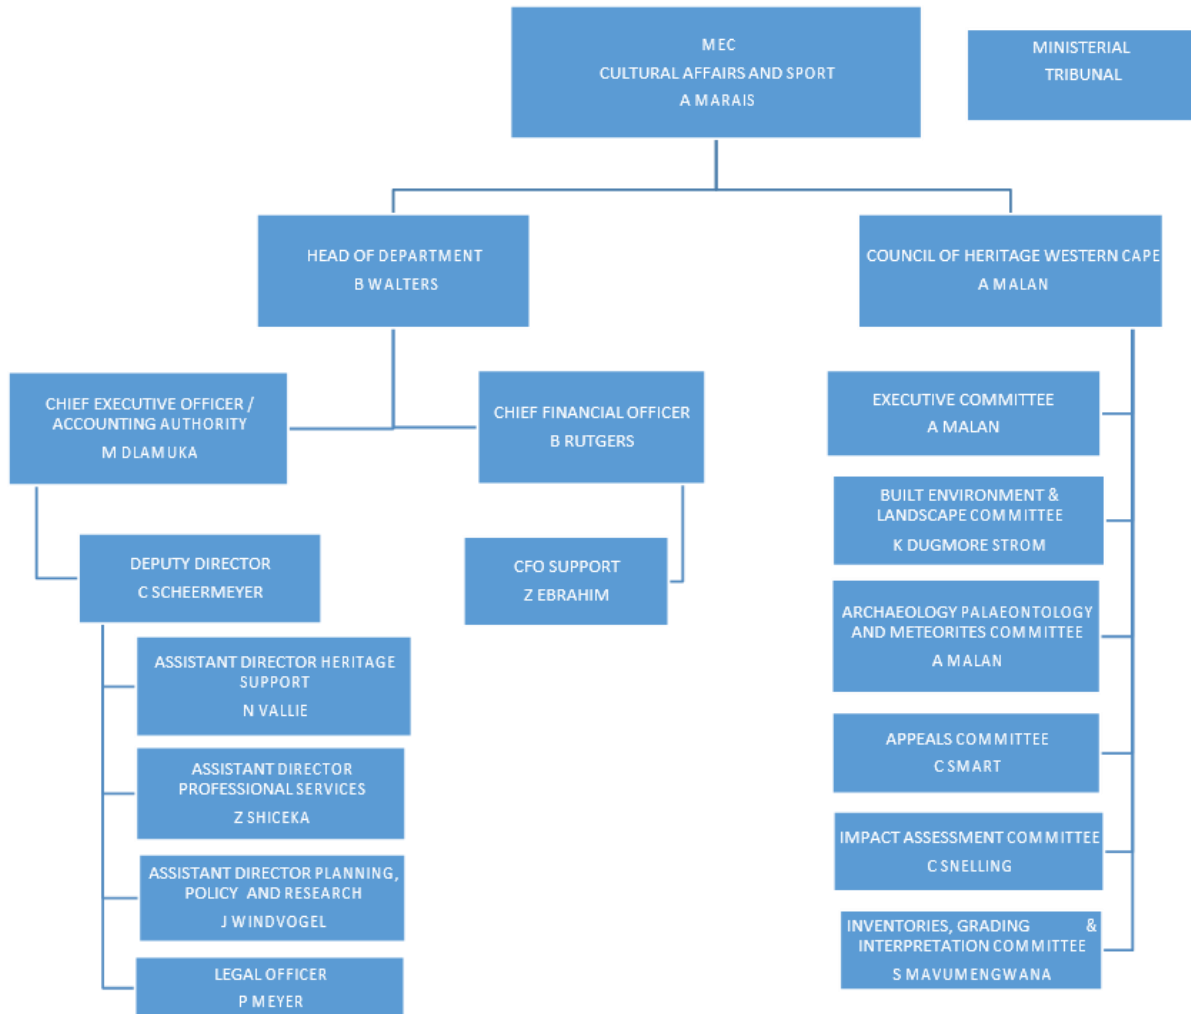 MEC
CULTURAL AFFAIRS AND SPORT
A MARAIS
MINISTERIAL
TRIBUNAL
HEAD OF DEPARTMENT
B WALTERS
COUNCIL OF HERITAGE WESTERN CAPE
A MALAN
CHIEF EXECUTIVE OFFICER /
ACCOUNTING AUTHORITY
M DLAMUKA
CHIEF FINANCIAL OFFICER
B RUTGERS
DEPUTY DIRECTOR
C SCHEERMEYER
CFO SUPPORT
Z EBRAHIM
ASSISTANT DIRECTOR HERITAGE
SUPPORT
N VALLIE
ASSISTANT DIRECTOR
PROFESSIONAL SERVICES
Z SHICEKA
ASSISTANT DIRECTOR PLANNING,
POLICY AND RESEARCH
J WINDVOGEL
LEGAL OFFICER
P MEYER
EXECUTIVE COMMITTEE
A MALAN
BUILT ENVIRONMENT &
LANDSCAPE COMMITTEE
K DUGMORE STROM
ARCHAEOLOGY PALAEONTOLOGY
AND METEORITES COMMITTEE
A MALAN
APPEALS COMMITTEE
C SMART
IMPACT ASSESSMENT COMMITTEE
C SNELLING
INVENTORIES, GRADING &
INTERPRETATION COMMITTEE
S MAVUMENGWANA